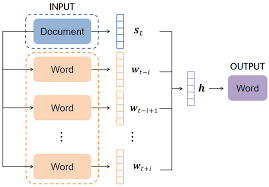 INPUT
Document
s_t
Word
w_{t−i}
Word
w_{t−i+1}
h
OUTPUT
Word
⋮
⋮
Word
w_{t+i}